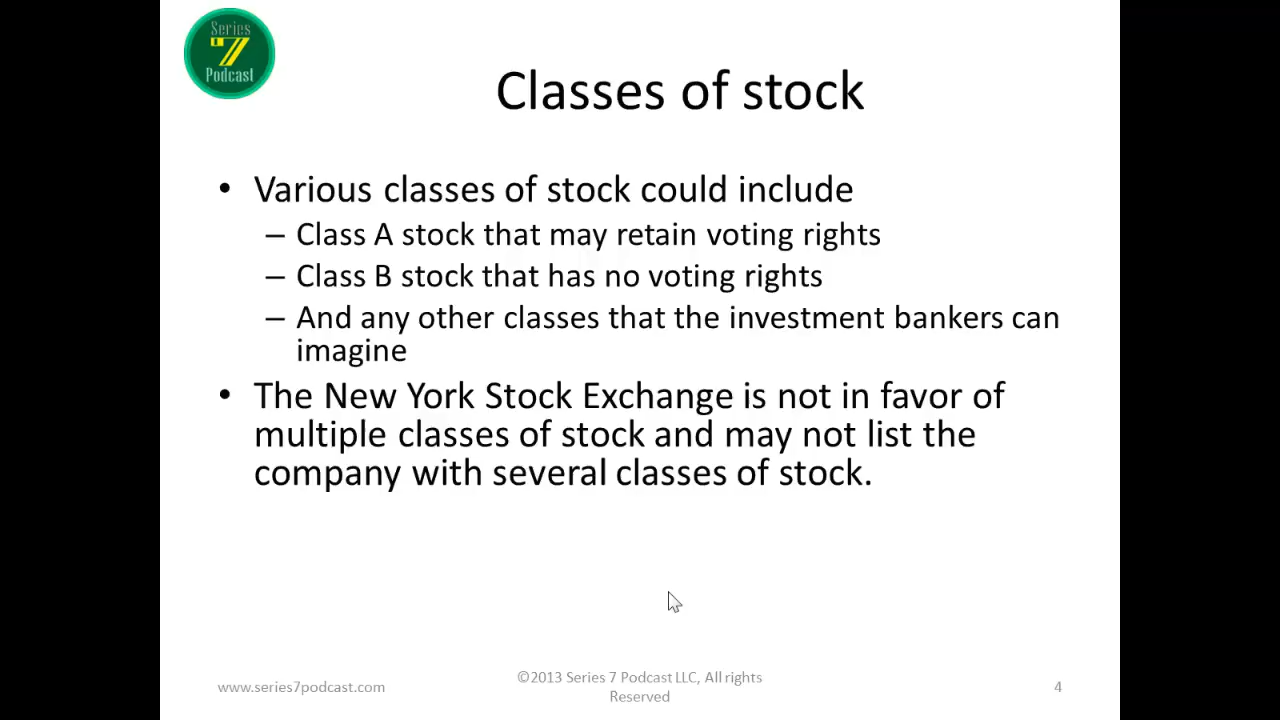 Series
7
Podcast
Classes of stock
• Various classes of stock could include
– Class A stock that may retain voting rights
– Class B stock that has no voting rights
– And any other classes that the investment bankers can
imagine
• The New York Stock Exchange is not in favor of
multiple classes of stock and may not list the
company with several classes of stock.
www.series7podcast.com
©2013 Series 7 Podcast LLC, All rights
Reserved
4